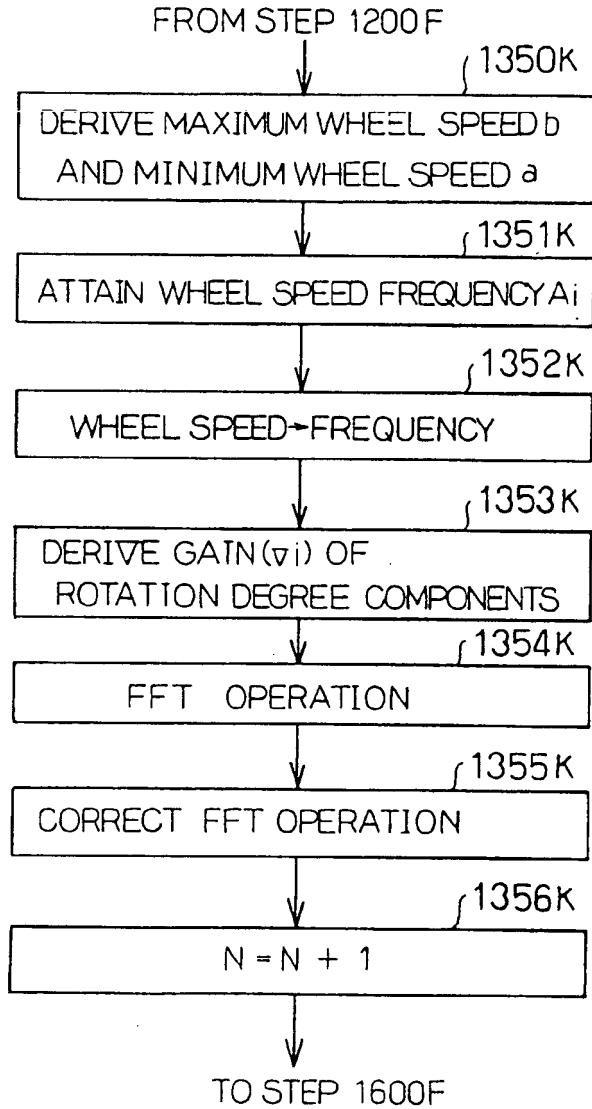 FROM STEP 1200F
1350K
DERIVE MAXIMUM WHEEL SPEED b
AND MINIMUM WHEEL SPEED a
1351K
ATTAIN WHEEL SPEED FREQUENCY Ai
1352K
WHEEL SPEED→FREQUENCY
1353K
DERIVE GAIN (∇i) OF
ROTATION DEGREE COMPONENTS
1354K
FFT OPERATION
1355K
CORRECT FFT OPERATION
1356K
N = N + 1
TO STEP 1600F